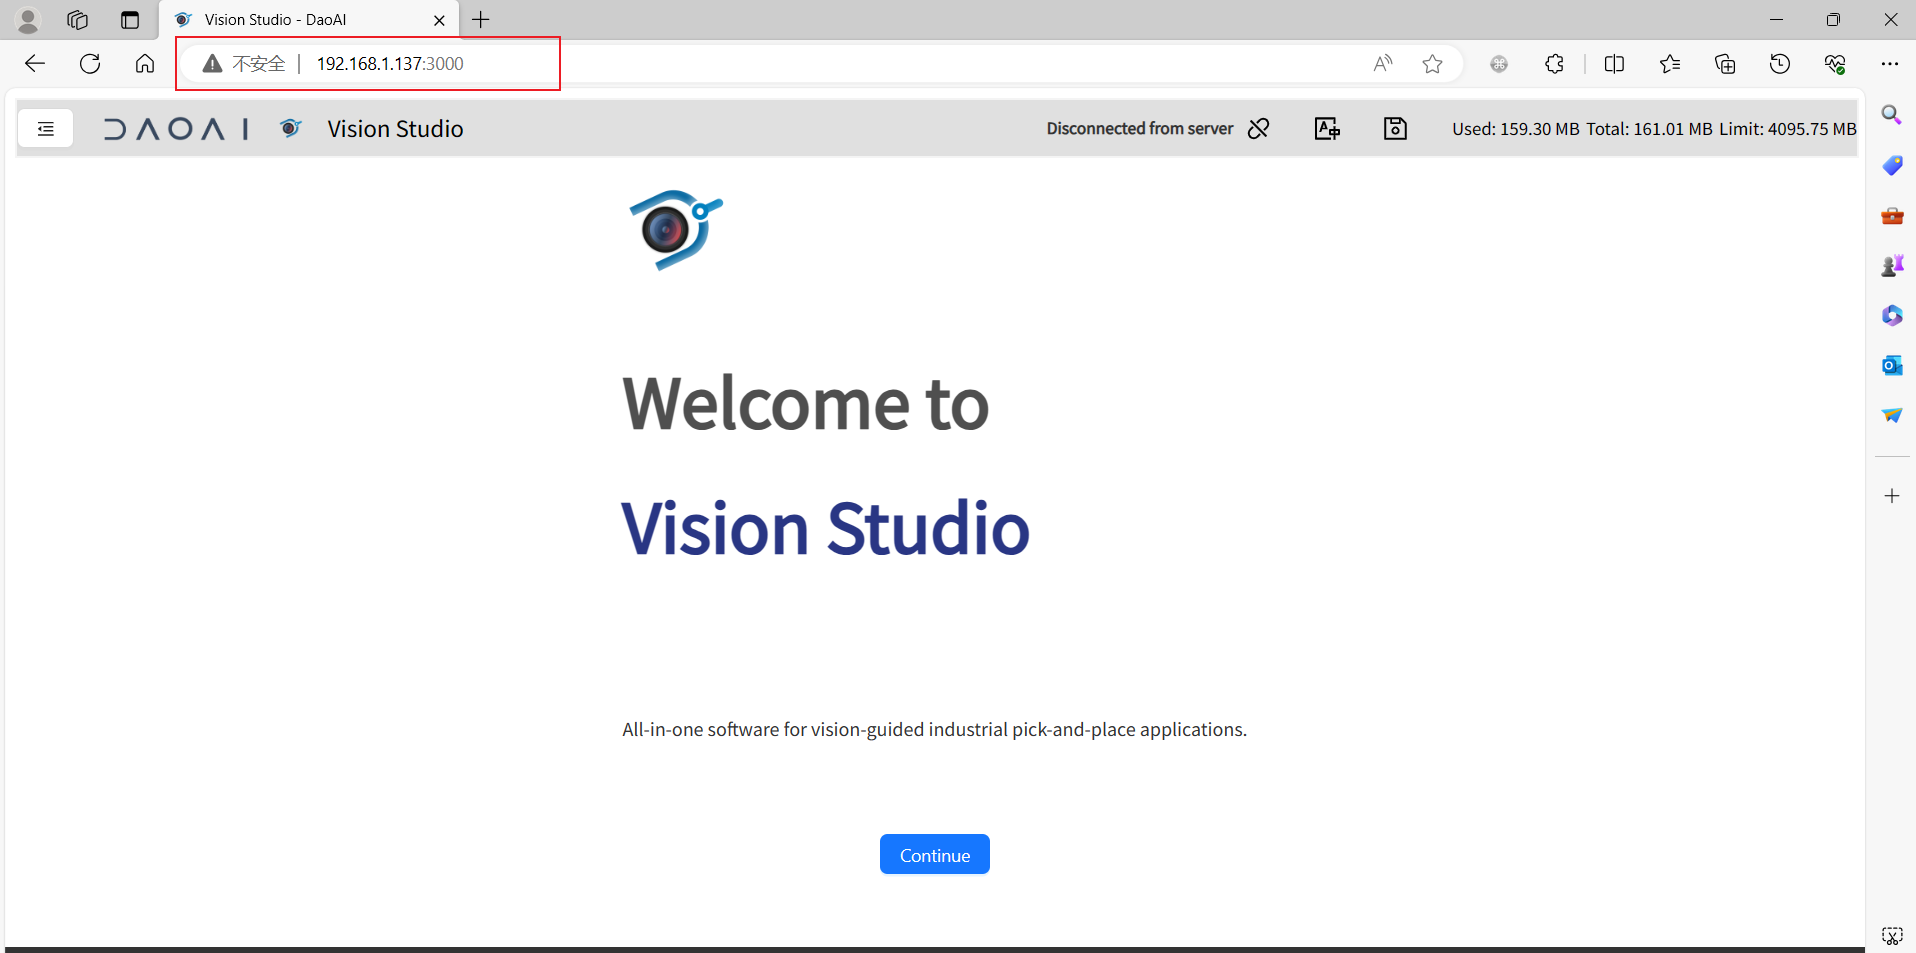 Vision Studio - DaoAI
不安全 192.168.1.137:3000
DAOAI Vision Studio Disconnected from server Used: 159.30 MB Total: 161.01 MB Limit: 4095.75 MB
Welcome to
Vision Studio
All-in-one software for vision-guided industrial pick-and-place applications.
Continue